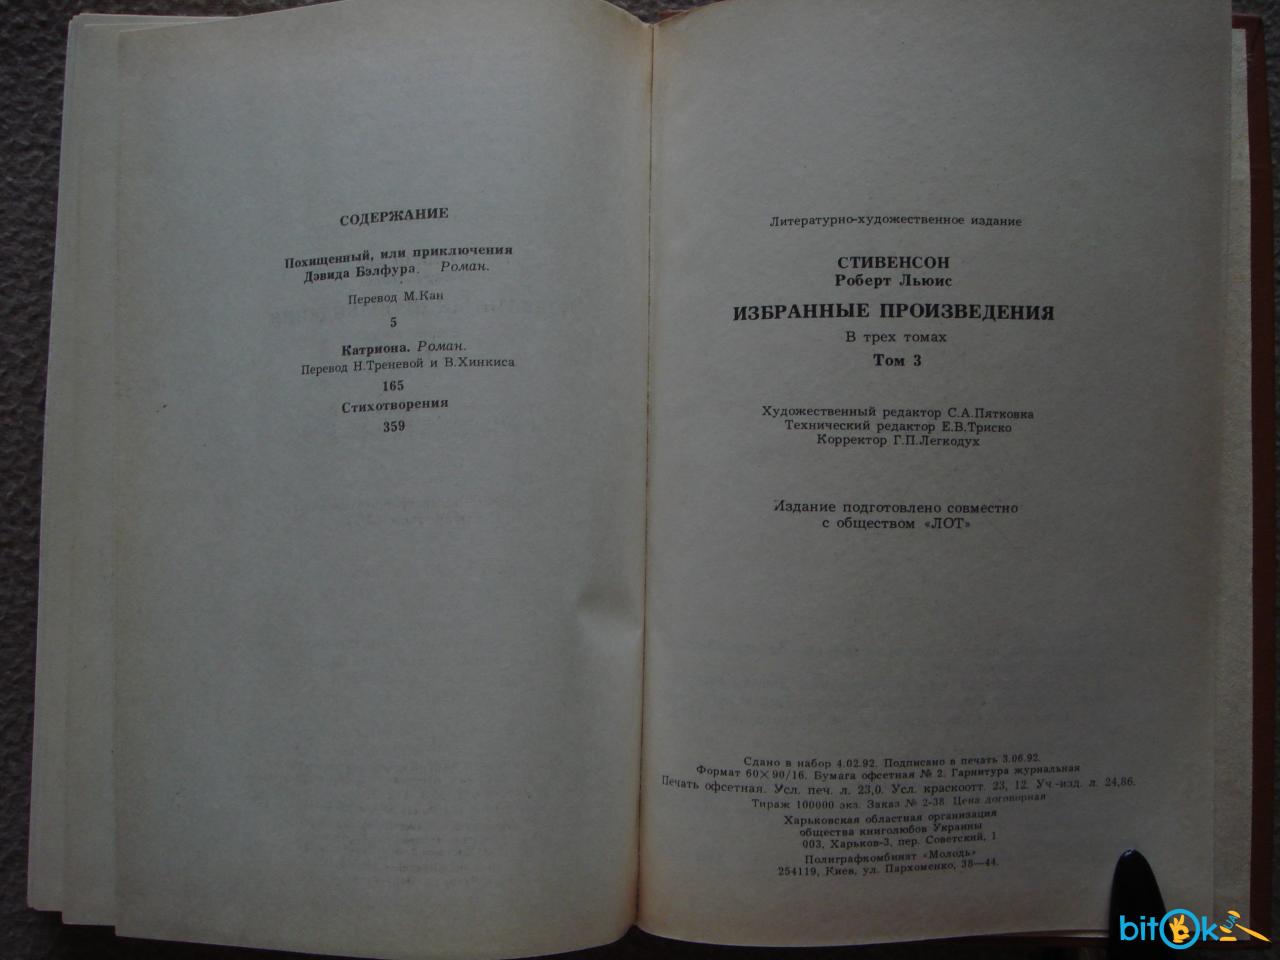 СОДЕРЖАНИЕ
Похищенный, или приключения
Дэвида Бэлфура. Роман.
Перевод М.Кан
5
Катриона. Роман.
Перевод Н.Треневой и В.Хинкиса
165
Стихотворения
359
Литературно-художественное издание
СТИВЕНСОН
Роберт Льюис
ИЗБРАННЫЕ ПРОИЗВЕДЕНИЯ
В трех томах
Том 3
Художественный редактор С.А.Пятковка
Технический редактор Е.В.Триско
Корректор Г.П.Легкодух
Издание подготовлено совместно
с обществом «ЛОТ»
Сдано в набор 4.02.92. Подписано в печать 3.06.92.
Формат 60×90/16. Бумага офсетная № 2. Гарнитура журнальная
Печать офсетная. Усл. печ. л. 23,0. Усл. краскоотт. 23, 12. Уч-изд. л. 24,86.
Тираж 100000 экз. Заказ № 2-38. Цена договорная
Харьковская областная организация
общества книголюбов Украины
003, Харьков-3, пер. Советский, 1
Полиграфкомбинат «Молодь»
254119, Киев, ул. Пархоменко, 38—44.
bitOk UA